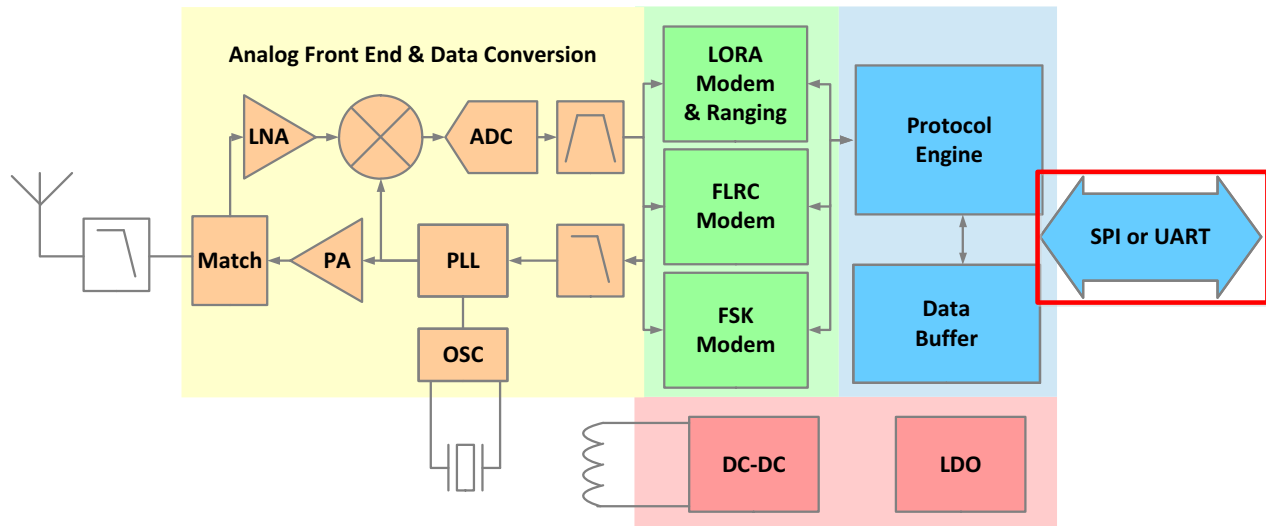 Analog Front End & Data Conversion
LNA
ADC
Match
PA
PLL
OSC
LORA
Modem
& Ranging
FLRC
Modem
FSK
Modem
Protocol
Engine
Data
Buffer
SPI or UART
DC-DC
LDO